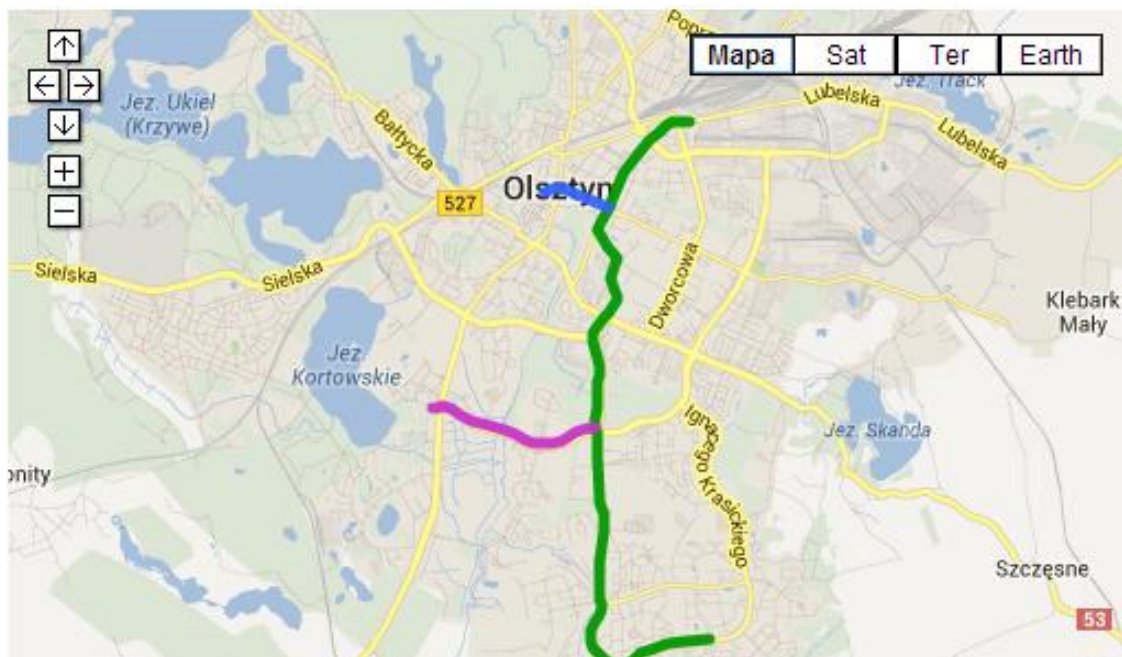 Mapa
Sat
Ter
Earth
Jez. Track
Lubelska
Lubelska
Jez. Ukiel
(Krzywe)
Bałtycka
Olsztyn
527
Sielska
Sielska
Dworcowa
Klebark
Mały
Jez.
Kortowskie
Ignacego Krasickiego
Jez. Skanda
Szczęsne
53